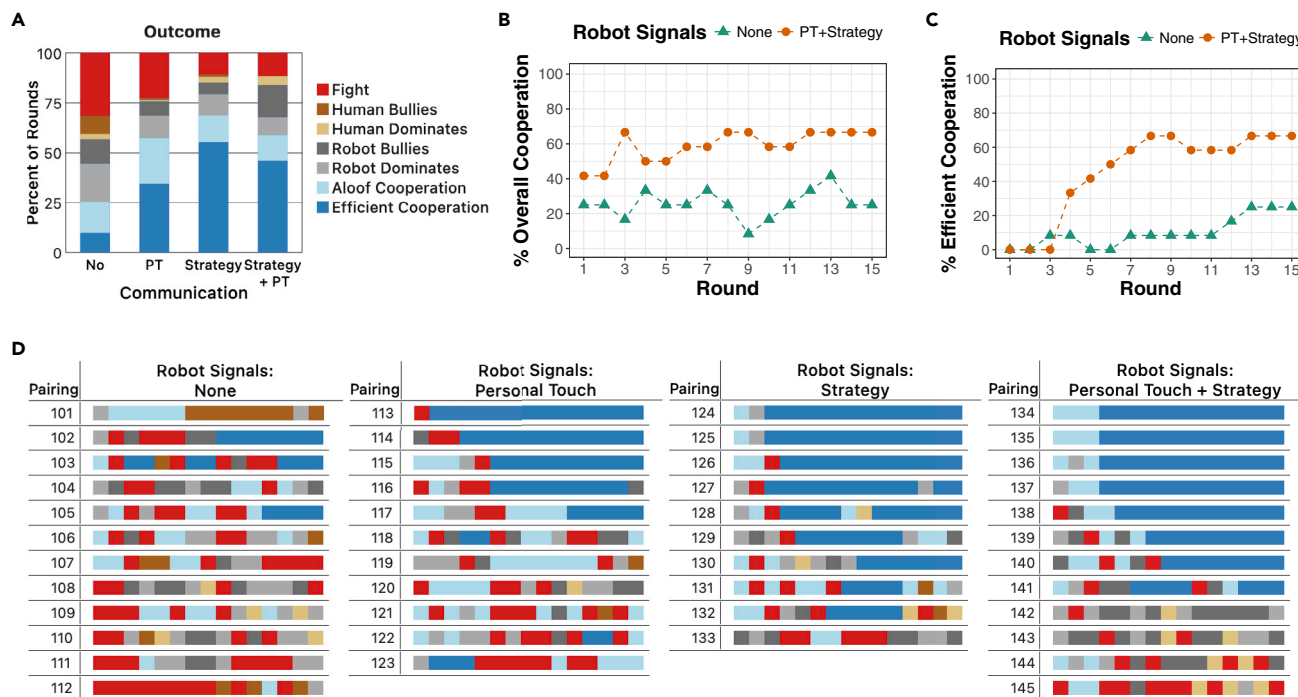 A
Outcome
Percent of Rounds
100
75
50
25
0
No
PT
Strategy
Strategy
+ PT
Communication
Fight
Human Bullies
Human Dominates
Robot Bullies
Robot Dominates
Aloof Cooperation
Efficient Cooperation
B
Robot Signals None PT+Strategy
% Overall Cooperation
100
80
60
40
20
0
1 3 5 7 9 11 13 15
Round
C
Robot Signals None PT+Strategy
% Efficient Cooperation
100
80
60
40
20
0
1 3 5 7 9 11 13 15
Round
D
Pairing
Robot Signals:
None
101
102
103
104
105
106
107
108
109
110
111
112
Pairing
Robot Signals:
Personal Touch
113
114
115
116
117
118
119
120
121
122
123
Pairing
Robot Signals:
Strategy
124
125
126
127
128
129
130
131
132
133
Pairing
Robot Signals:
Personal Touch + Strategy
134
135
136
137
138
139
140
141
142
143
144
145